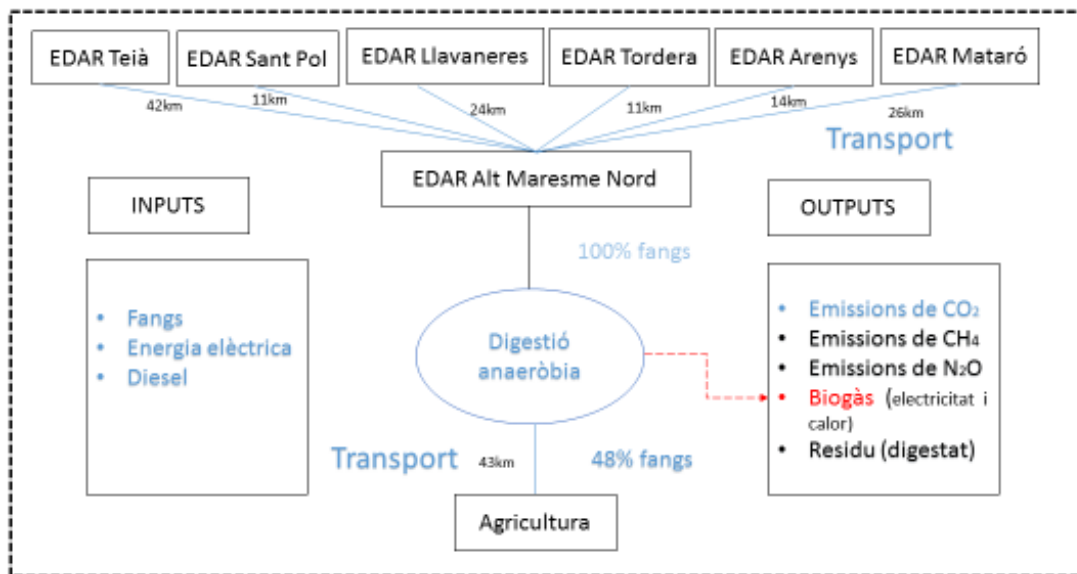 EDAR Teià
EDAR Sant Pol
EDAR Llavaneres
EDAR Tordera
EDAR Arenys
EDAR Mataró
42km
11km
24km
11km
14km
26km
Transport
EDAR Alt Maresme Nord
INPUTS
OUTPUTS
100% fangs
• Fangs
• Energia elèctrica
• Diesel
Digestió
anaeròbia
• Emissions de CO₂
• Emissions de CH₄
• Emissions de N₂O
• Biogàs (electricitat i
calor)
• Residu (digestat)
Transport
43km
48% fangs
Agricultura